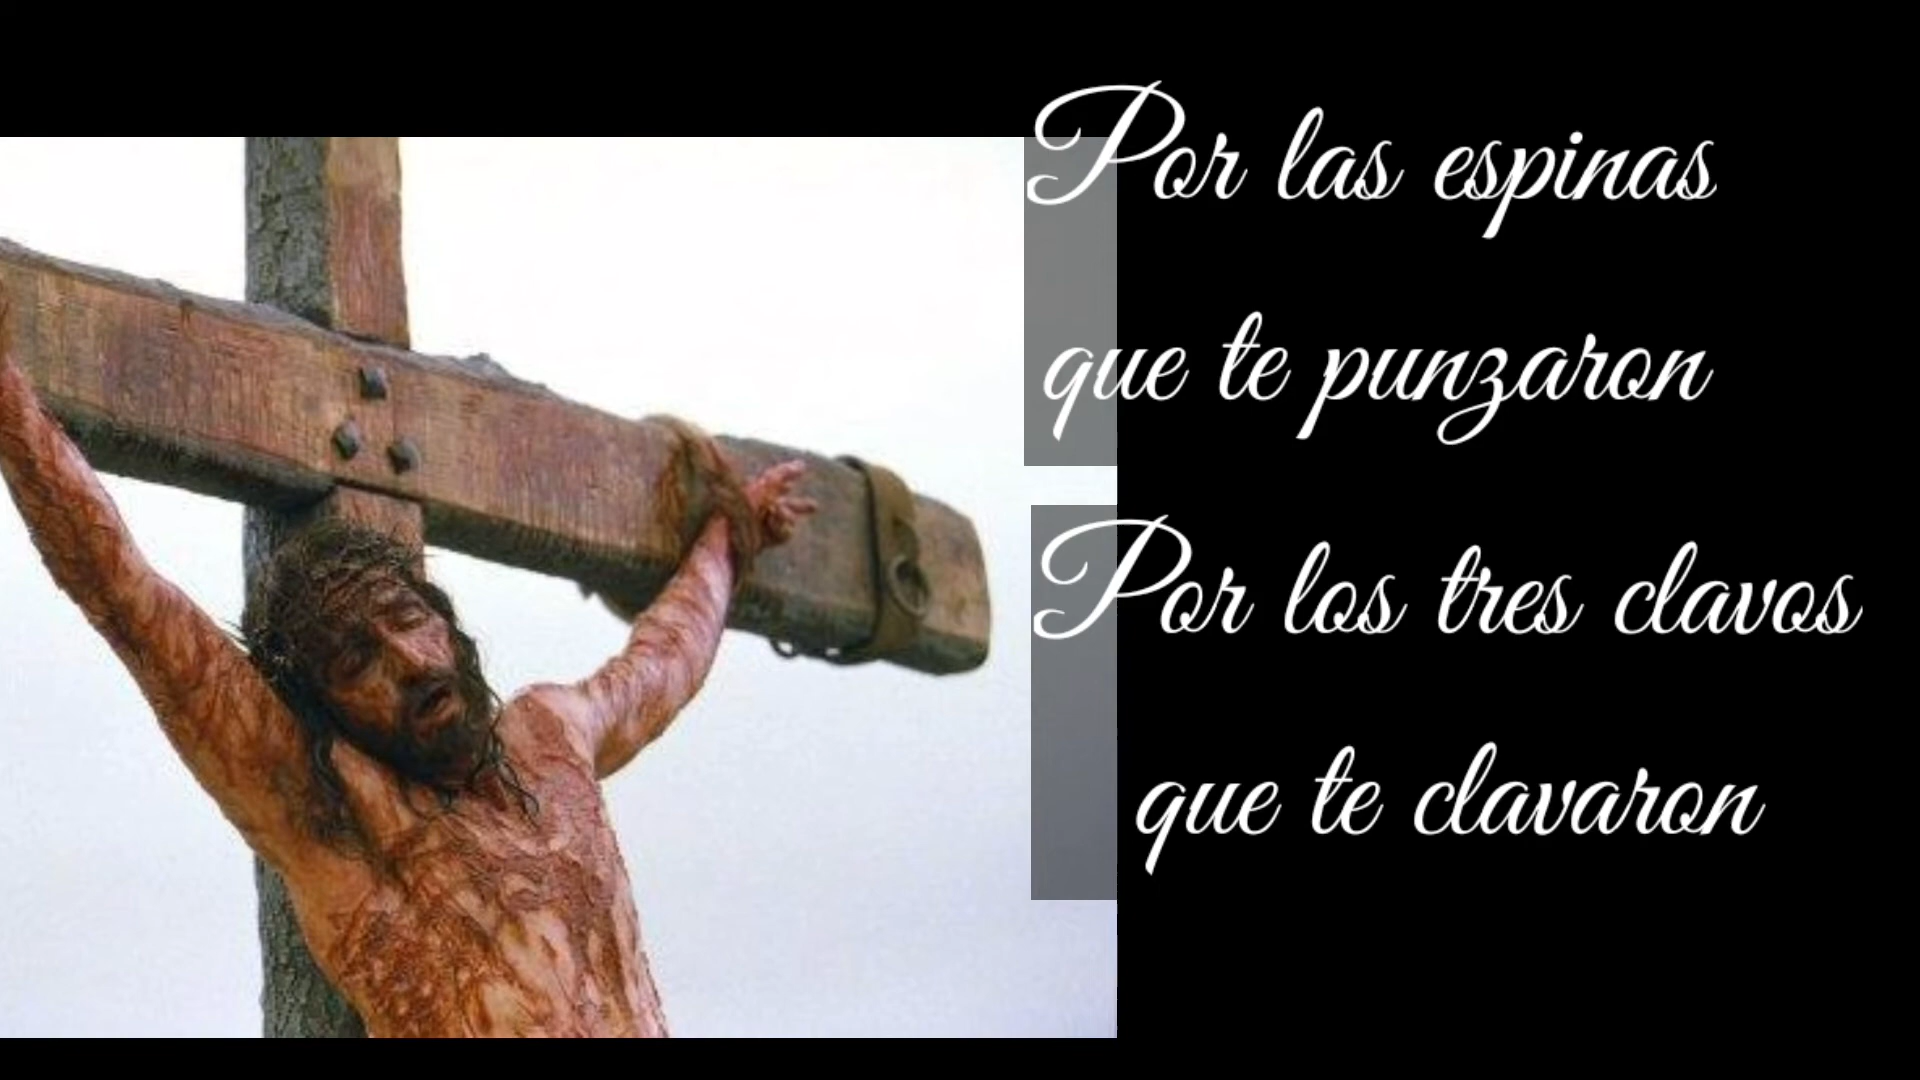 Por las espinas
que te punzaron
Por los tres clavos
que te clavaron